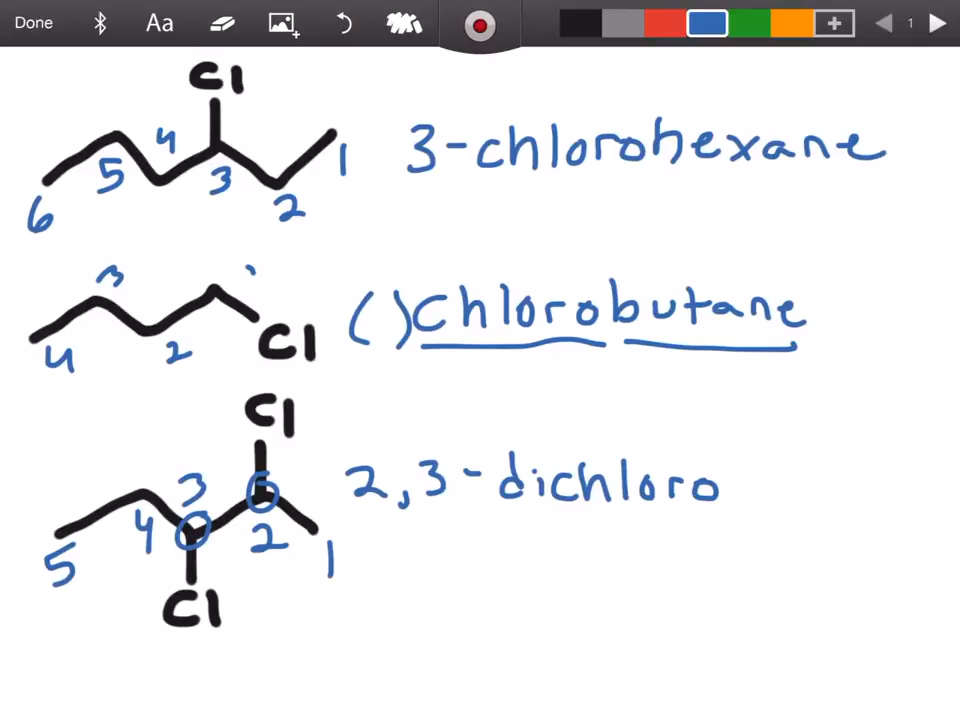 Done Aa 1
Cl
6 5 4 3 2 1 3-chlorohexane
4 3 2 ( )chlorobutane
Cl
Cl
5 4 3 2 1 2,3-dichloro
Cl